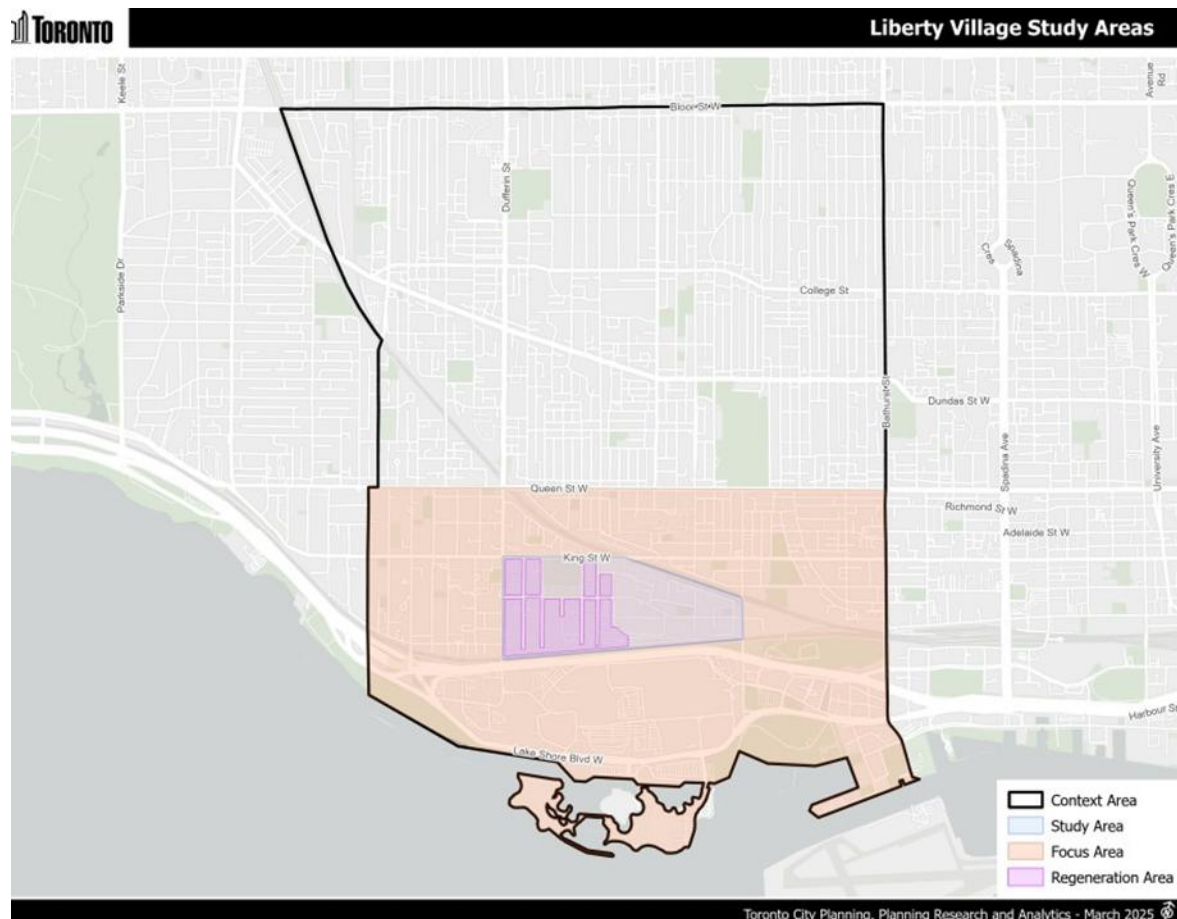 TORONTO
Liberty Village Study Areas
Keele St
Avenue
Rd
Bloor St W
Dufferin St
Queen's Park Cres W
Queen's Park Cres E
Spadina
Cres
Parkside Dr
College St
Bathurst St
Dundas St W
Spadina Ave
University Ave
Queen St W
Richmond St W
Adelaide St W
King St W
Harbour St
Lake Shore Blvd W
Context Area
Study Area
Focus Area
Regeneration Area
Toronto City Planning, Planning Research and Analytics - March 2025